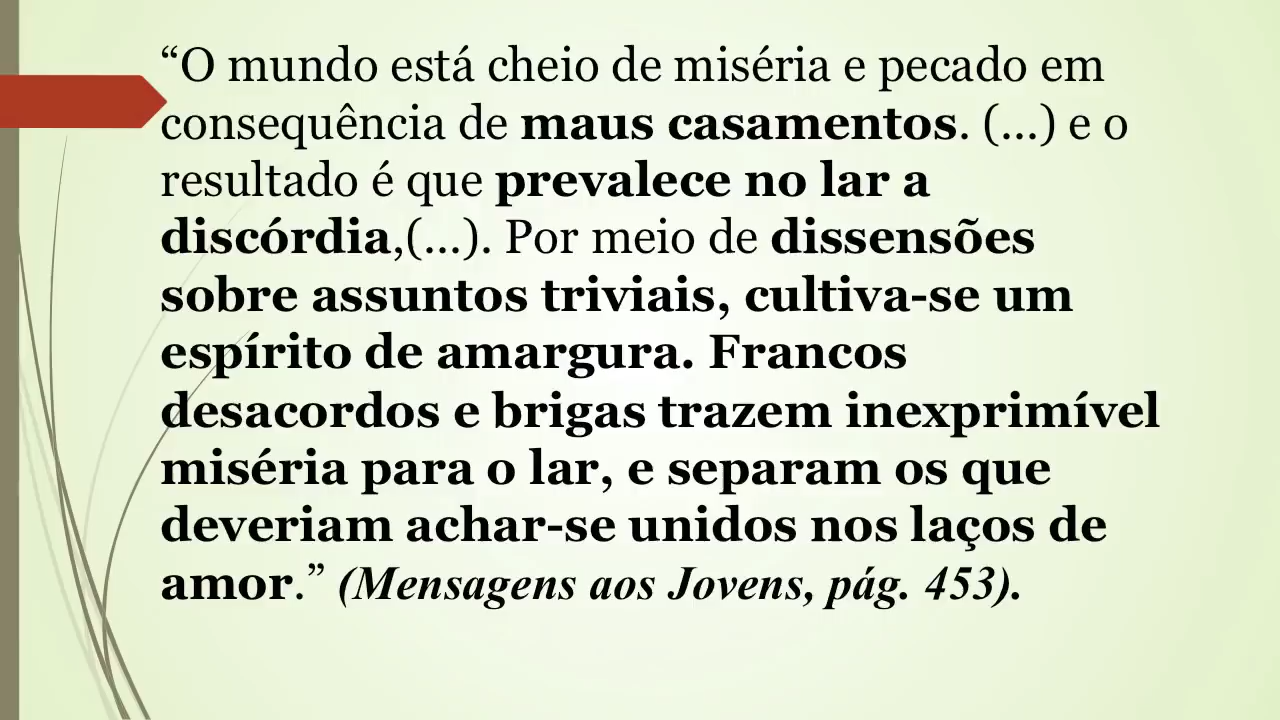 “O mundo está cheio de miséria e pecado em
consequência de maus casamentos. (...) e o
resultado é que prevalece no lar a
discórdia,(...). Por meio de dissensões
sobre assuntos triviais, cultiva-se um
espírito de amargura. Francos
desacordos e brigas trazem inexprimível
miséria para o lar, e separam os que
deveriam achar-se unidos nos laços de
amor.” (Mensagens aos Jovens, pág. 453).